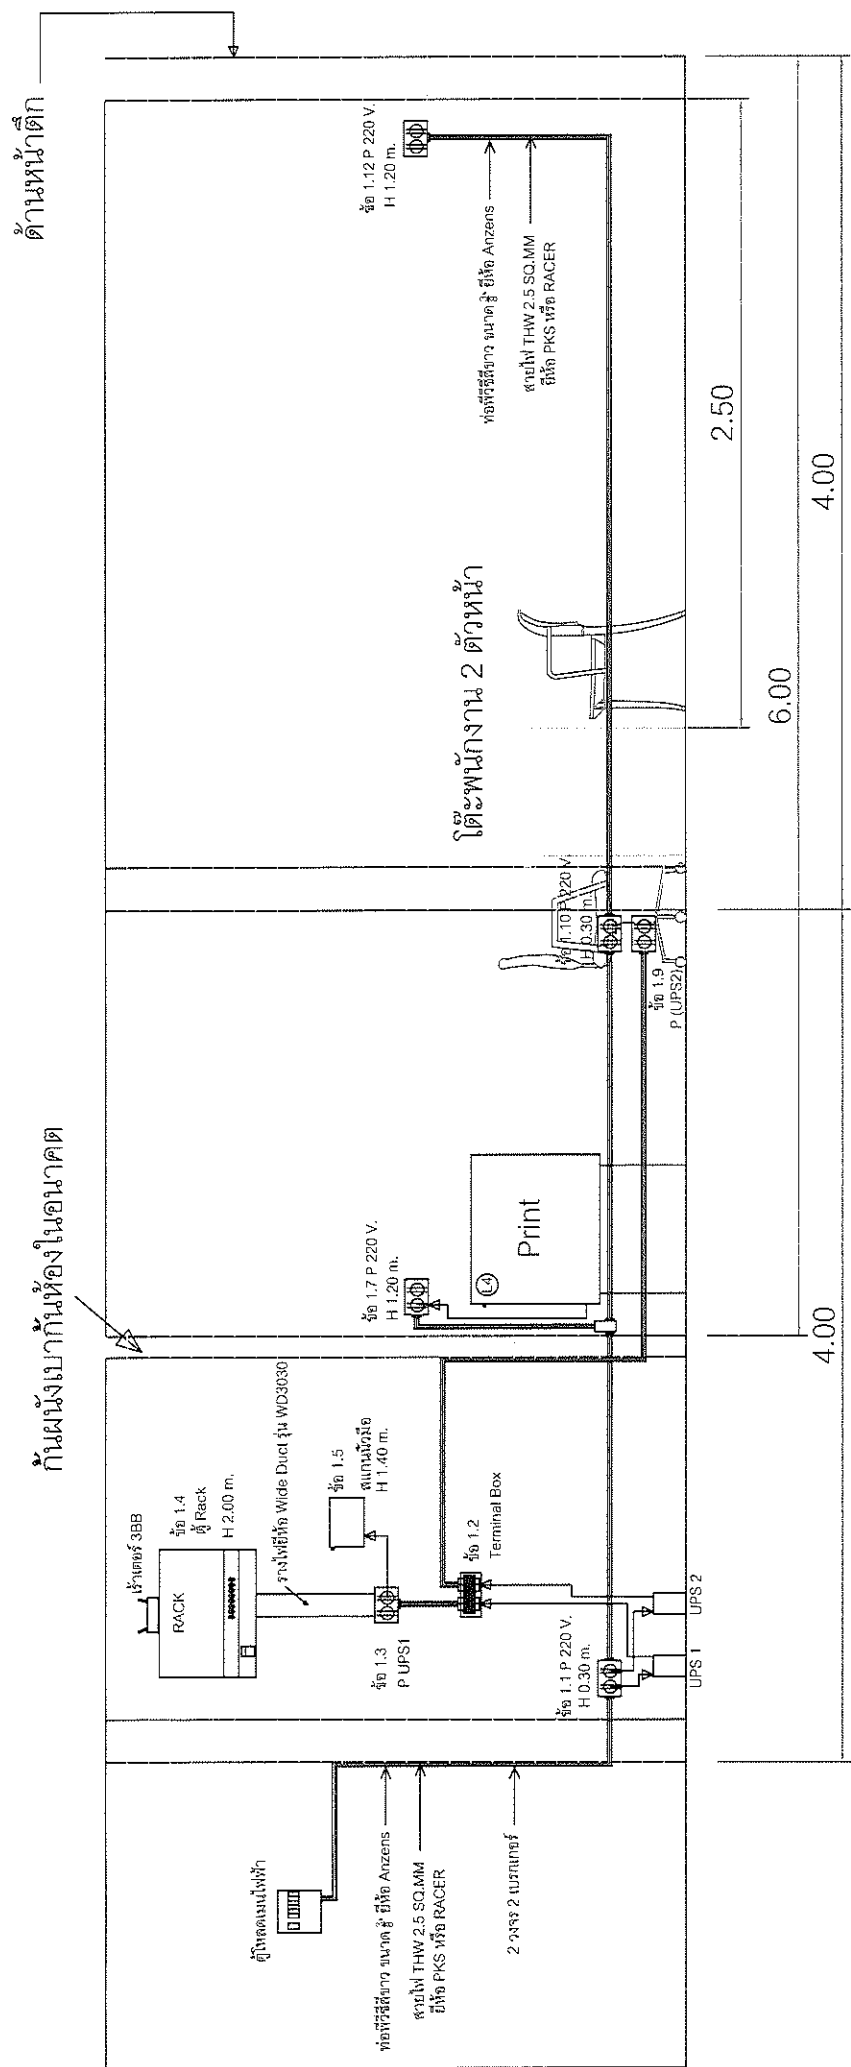 ด้านหน้าตึก
กั้นผนังเบากั้นห้องในอนาคต
เร้าเตอร์ 3BB
RACK
ข้อ 1.4
ตู้ Rack
H 2.00 m.
รางไฟยี่ห้อ Wide Duct รุ่น WD3030
ข้อ 1.5
สแกนนิ้วมือ
H 1.40 m.
ข้อ 1.3
P UPS1
ข้อ 1.2
Terminal Box
ข้อ 1.1 P 220 V.
H 0.30 m.
UPS 1
UPS 2
ตู้โหลดเมนไฟฟ้า
ท่อพีวีซีสีขาว ขนาด ยี่ห้อ Anzens
สายไฟ THW 2.5 SQ.MM
ยี่ห้อ PKS หรือ RACER
2 วงจร 2 เบรกเกอร์
ข้อ 1.7 P 220 V.
H 1.20 m.
L4
Print
โต๊ะพนักงาน 2 ตัวหน้า
ข้อ 1.10 P 220 V.
H 0.30 m.
ข้อ 1.9
P (UPS2)
ข้อ 1.12 P 220 V.
H 1.20 m.
ท่อพีวีซีสีขาว ขนาด ยี่ห้อ Anzens
สายไฟ THW 2.5 SQ.MM
ยี่ห้อ PKS หรือ RACER
2.50
6.00
4.00
4.00